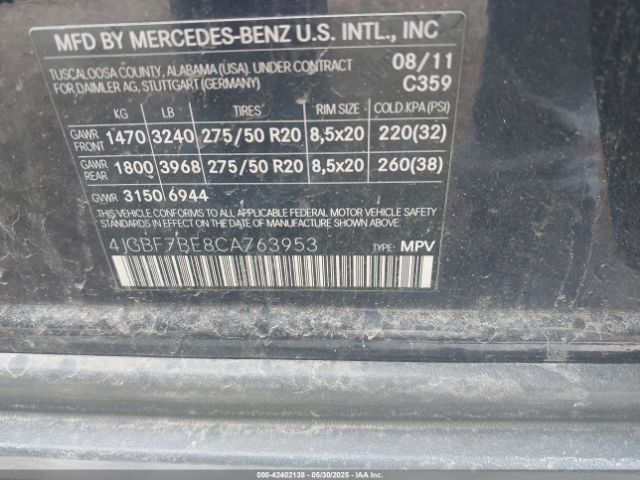 MFD BY MERCEDES-BENZ U.S. INTL., INC
TUSCALOOSA COUNTY, ALABAMA (USA). UNDER CONTRACT 08/11
FOR DAIMLER AG, STUTTGART (GERMANY) C359
KG LB TIRES RIM SIZE COLD KPA (PSI)
GAWR FRONT 1470 3240 275/50 R20 8,5x20 220(32)
GAWR REAR 1800 3968 275/50 R20 8,5x20 260(38)
GVWR 3150 6944
THIS VEHICLE CONFORMS TO ALL APPLICABLE FEDERAL MOTOR VEHICLE SAFETY
STANDARDS IN EFFECT ON THE DATE OF MANUFACTURE SHOWN ABOVE.
4JGBF7BE8CA763953 TYPE: MPV
000-42402138 - 05/30/2025 - IAAI.COM